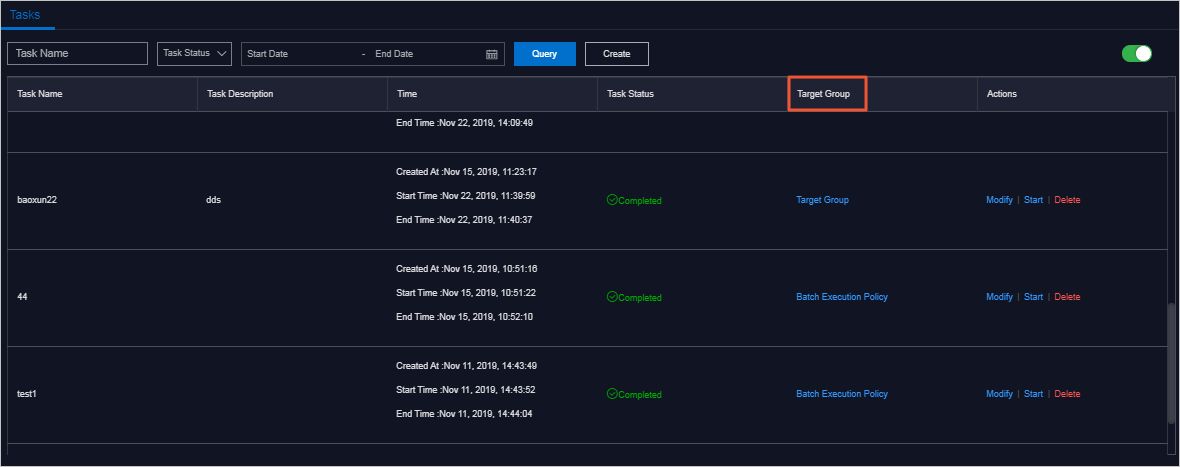 Tasks
Task Name Task Status Start Date - End Date Query Create
Task Name Task Description Time Task Status Target Group Actions
End Time :Nov 22, 2019, 14:09:49
Created At :Nov 15, 2019, 11:23:17
baoxun22 dds Start Time :Nov 22, 2019, 11:39:59 Completed Target Group Modify | Start | Delete
End Time :Nov 22, 2019, 11:40:37
Created At :Nov 15, 2019, 10:51:16
44 Start Time :Nov 15, 2019, 10:51:22 Completed Batch Execution Policy Modify | Start | Delete
End Time :Nov 15, 2019, 10:52:10
Created At :Nov 11, 2019, 14:43:49
test1 Start Time :Nov 11, 2019, 14:43:52 Completed Batch Execution Policy Modify | Start | Delete
End Time :Nov 11, 2019, 14:44:04